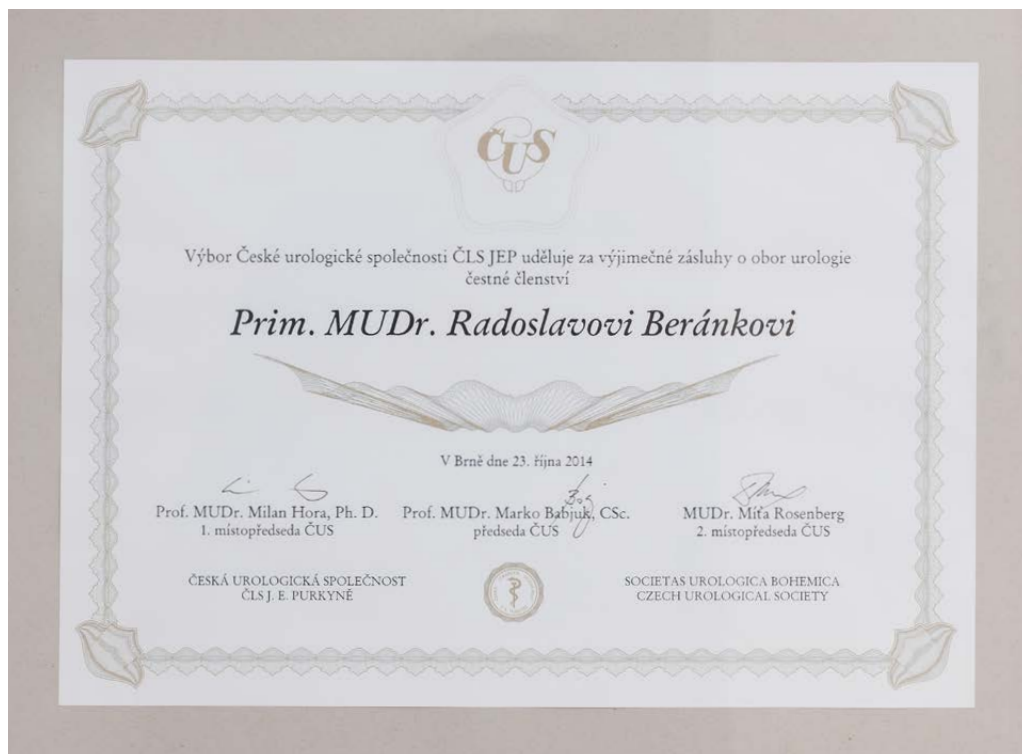 ČUS
Výbor České urologické společnosti ČLS JEP uděluje za výjimečné zásluhy o obor urologie
čestné členství
Prim. MUDr. Radoslavovi Beránkovi
V Brně dne 23. října 2014
Prof. MUDr. Milan Hora, Ph. D.
1. místopředseda ČUS
Prof. MUDr. Marko Babjuk, CSc.
předseda ČUS
MUDr. Míťa Rosenberg
2. místopředseda ČUS
ČESKÁ UROLOGICKÁ SPOLEČNOST
ČLS J. E. PURKYNĚ
SOCIETAS UROLOGICA BOHEMICA
CZECH UROLOGICAL SOCIETY